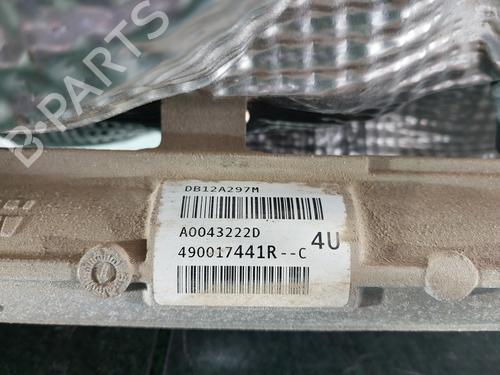 B-PARTS
DB12A297M
A0043222D
4U
490017441R--C